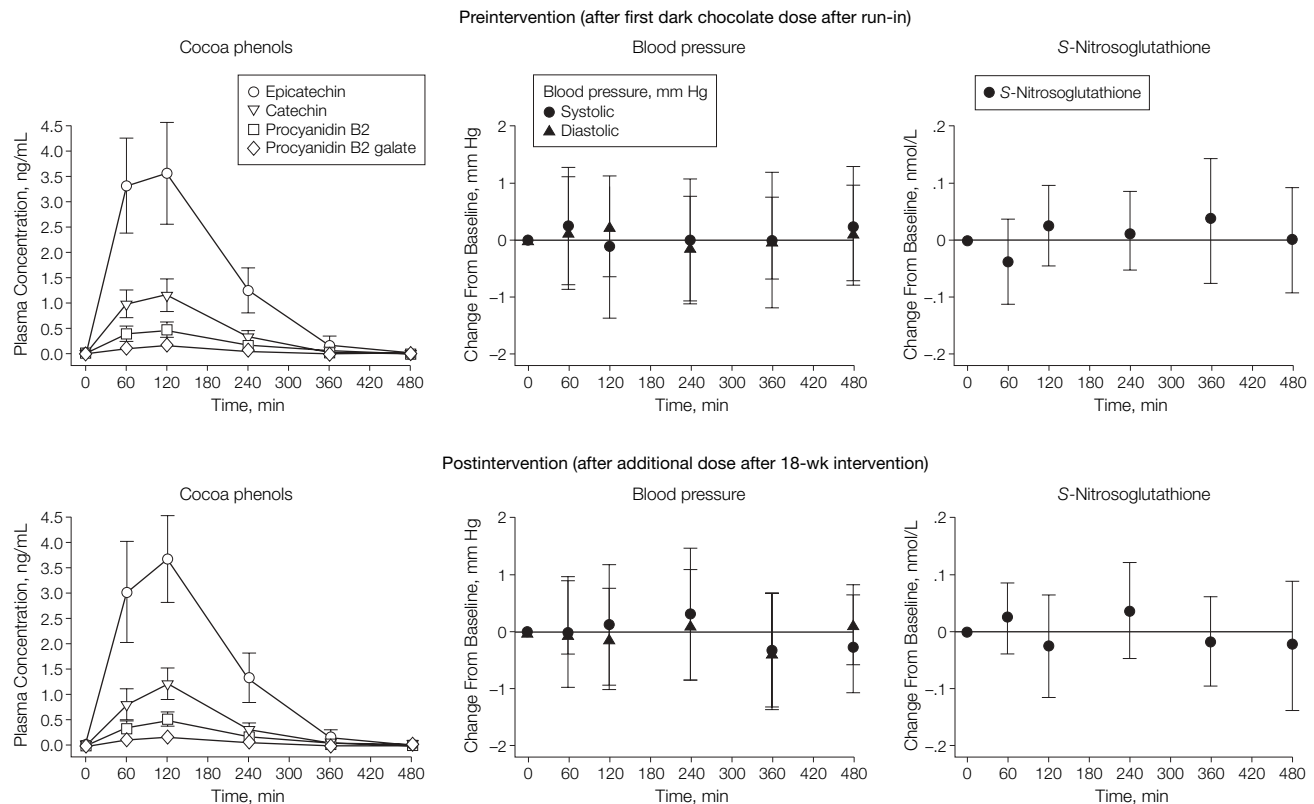 Preintervention (after first dark chocolate dose after run-in)
Cocoa phenols
Epicatechin
Catechin
Procyanidin B2
Procyanidin B2 galate
Plasma Concentration, ng/mL
4.5
4.0
3.5
3.0
2.5
2.0
1.5
1.0
0.5
0.0
0 60 120 180 240 300 360 420 480
Time, min
Blood pressure
Blood pressure, mm Hg
Systolic
Diastolic
Change From Baseline, mm Hg
2
1
0
−1
−2
0 60 120 180 240 300 360 420 480
Time, min
S-Nitrosoglutathione
S-Nitrosoglutathione
Change From Baseline, nmol/L
.2
.1
0
−.1
−.2
0 60 120 180 240 300 360 420 480
Time, min
Postintervention (after additional dose after 18-wk intervention)
Cocoa phenols
Plasma Concentration, ng/mL
4.5
4.0
3.5
3.0
2.5
2.0
1.5
1.0
0.5
0.0
0 60 120 180 240 300 360 420 480
Time, min
Blood pressure
Change From Baseline, mm Hg
2
1
0
−1
−2
0 60 120 180 240 300 360 420 480
Time, min
S-Nitrosoglutathione
Change From Baseline, nmol/L
.2
.1
0
−.1
−.2
0 60 120 180 240 300 360 420 480
Time, min